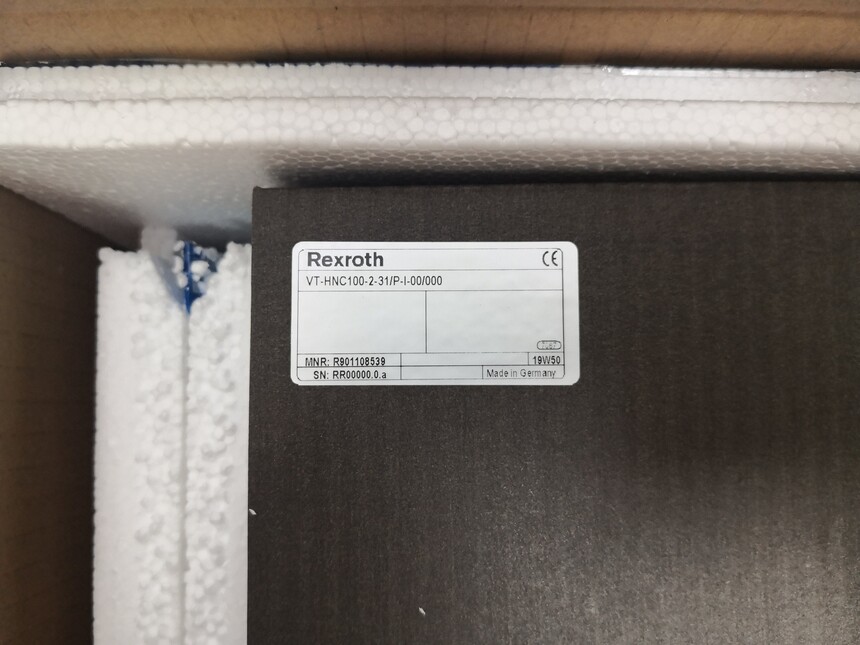 Rexroth CE
VT-HNC100-2-31/P-I-00/000
MNR: R901108539 19W50
SN: RR00000.0.a Made in Germany